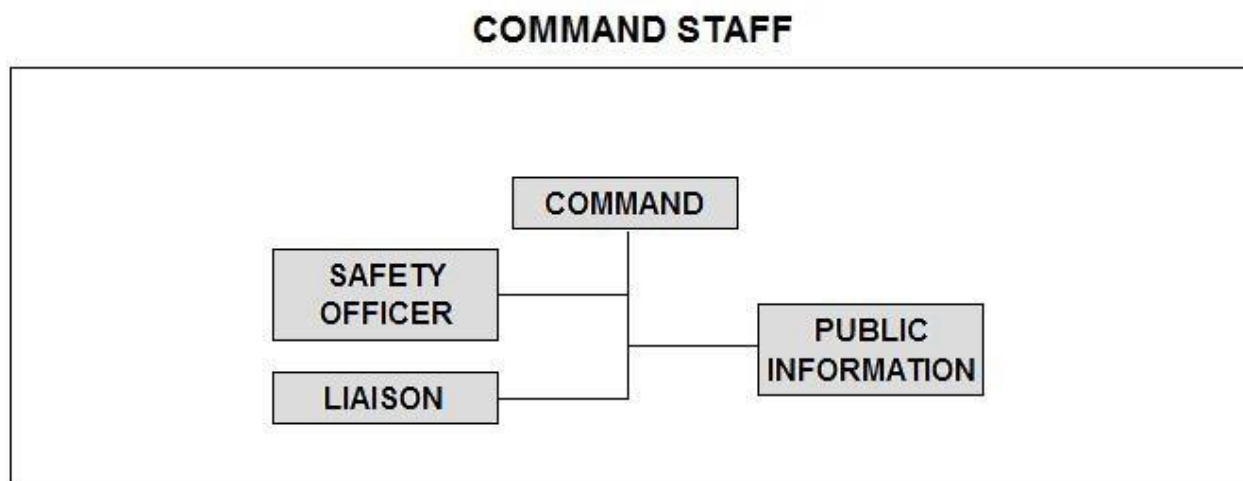 COMMAND STAFF
COMMAND
SAFETY
OFFICER
PUBLIC
INFORMATION
LIAISON